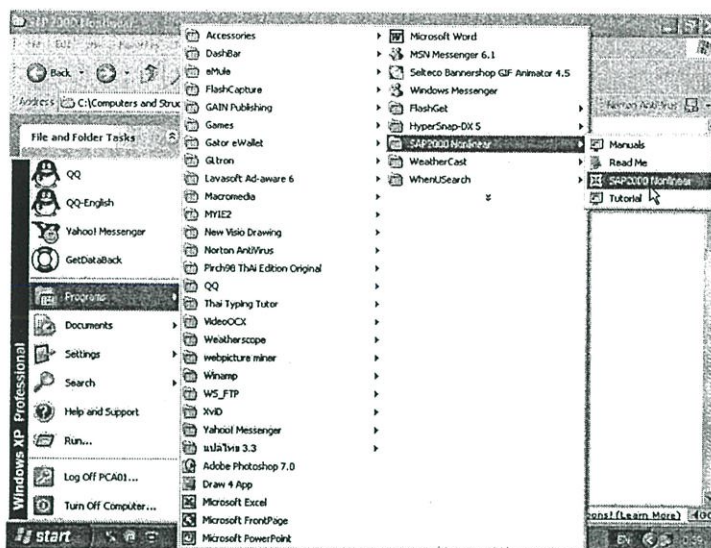 SAP2000 Nonlinear
Back
Address C:\Computers and Struc
File and Folder Tasks
QQ
QQ-English
Yahoo! Messenger
GetDataBack
Programs
Documents
Settings
Search
Help and Support
Run...
Log Off PCA01...
Turn Off Computer...
Windows XP Professional
start
Accessories
DashBar
eMule
FlashCapture
GAIN Publishing
Games
Gator eWallet
GLtron
Lavasoft Ad-aware 6
Macromedia
MYIE2
New Visio Drawing
Norton AntiVirus
Pirch98 Thai Edition Original
QQ
Thai Typing Tutor
VideoOCX
Weatherscope
webpicture miner
Winamp
WS_FTP
XviD
Yahoo! Messenger
แปลไทย 3.3
Adobe Photoshop 7.0
Draw 4 App
Microsoft Excel
Microsoft FrontPage
Microsoft PowerPoint
Microsoft Word
MSN Messenger 6.1
Selteco Bannershop GIF Animator 4.5
Windows Messenger
FlashGet
HyperSnap-DX 5
SAP2000 Nonlinear
WeatherCast
WhenUSearch
Norton AntiVirus
Manuals
Read Me
SAP2000 Nonlinear
Tutorial
ons! (Learn More)
EN